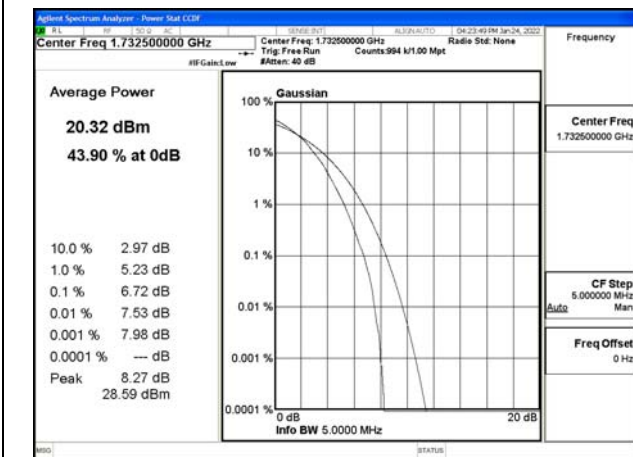 Agilent Spectrum Analyzer - Power Stat CCDF
RL RF 50 Ω AC SENSE:INT ALIGN AUTO 04:23:49 PM Jan 24, 2022
Center Freq 1.732500000 GHz
Center Freq: 1.732500000 GHz Radio Std: None
Trig: Free Run Counts:994 k/1.00 Mpt
#IFGain:Low #Atten: 40 dB
Frequency
Average Power
20.32 dBm
43.90 % at 0dB
10.0 % 2.97 dB
1.0 % 5.23 dB
0.1 % 6.72 dB
0.01 % 7.53 dB
0.001 % 7.98 dB
0.0001 % --- dB
Peak 8.27 dB
28.59 dBm
Gaussian
100 %
10 %
1 %
0.1 %
0.01 %
0.001 %
0.0001 %
0 dB 20 dB
Info BW 5.0000 MHz
Center Freq
1.732500000 GHz
CF Step
5.000000 MHz
Auto Man
Freq Offset
0 Hz
MSG STATUS